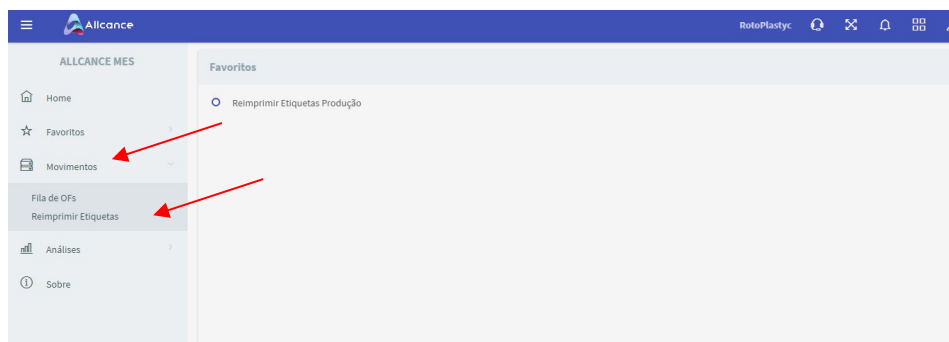 Allcance
RotoPlastyc
ALLCANCE MES
Favoritos
Home
Reimprimir Etiquetas Produção
Favoritos
Movimentos
Fila de OFs
Reimprimir Etiquetas
Análises
Sobre